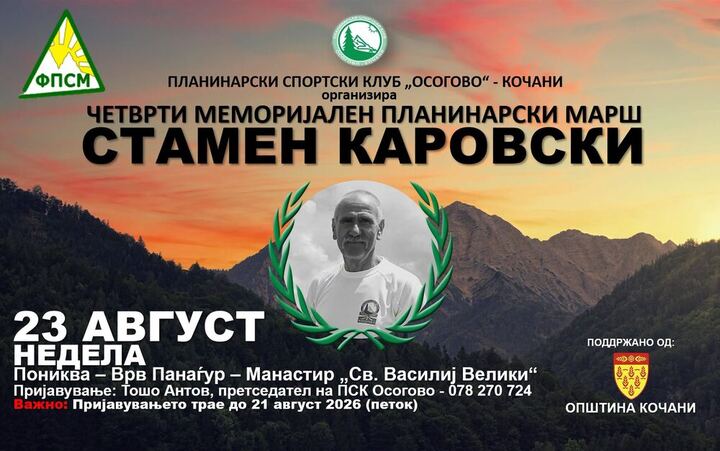 ФПСМ
ПЛАНИНАРСКИ СПОРТСКИ КЛУБ „ОСОГОВО“ - КОЧАНИ
организира
ЧЕТВРТИ МЕМОРИЈАЛЕН ПЛАНИНАРСКИ МАРШ
СТАМЕН КАРОВСКИ
23 АВГУСТ
НЕДЕЛА
Пониква – Врв Панаѓур – Манастир „Св. Василиј Велики“
Пријавување: Тошо Антов, претседател на ПСК Осогово - 078 270 724
Важно: Пријавувањето трае до 21 август 2026 (петок)
ПОДДРЖАНО ОД:
ОПШТИНА КОЧАНИ